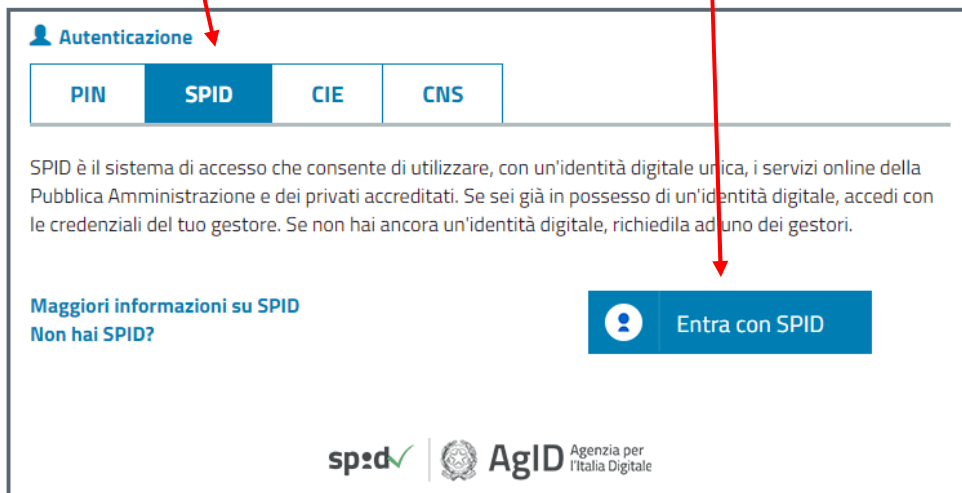 Autenticazione
PIN SPID CIE CNS
SPID è il sistema di accesso che consente di utilizzare, con un'identità digitale unica, i servizi online della
Pubblica Amministrazione e dei privati accreditati. Se sei già in possesso di un'identità digitale, accedi con
le credenziali del tuo gestore. Se non hai ancora un'identità digitale, richiedila ad uno dei gestori.
Maggiori informazioni su SPID
Non hai SPID?
Entra con SPID
spid AgID Agenzia per
l'Italia Digitale